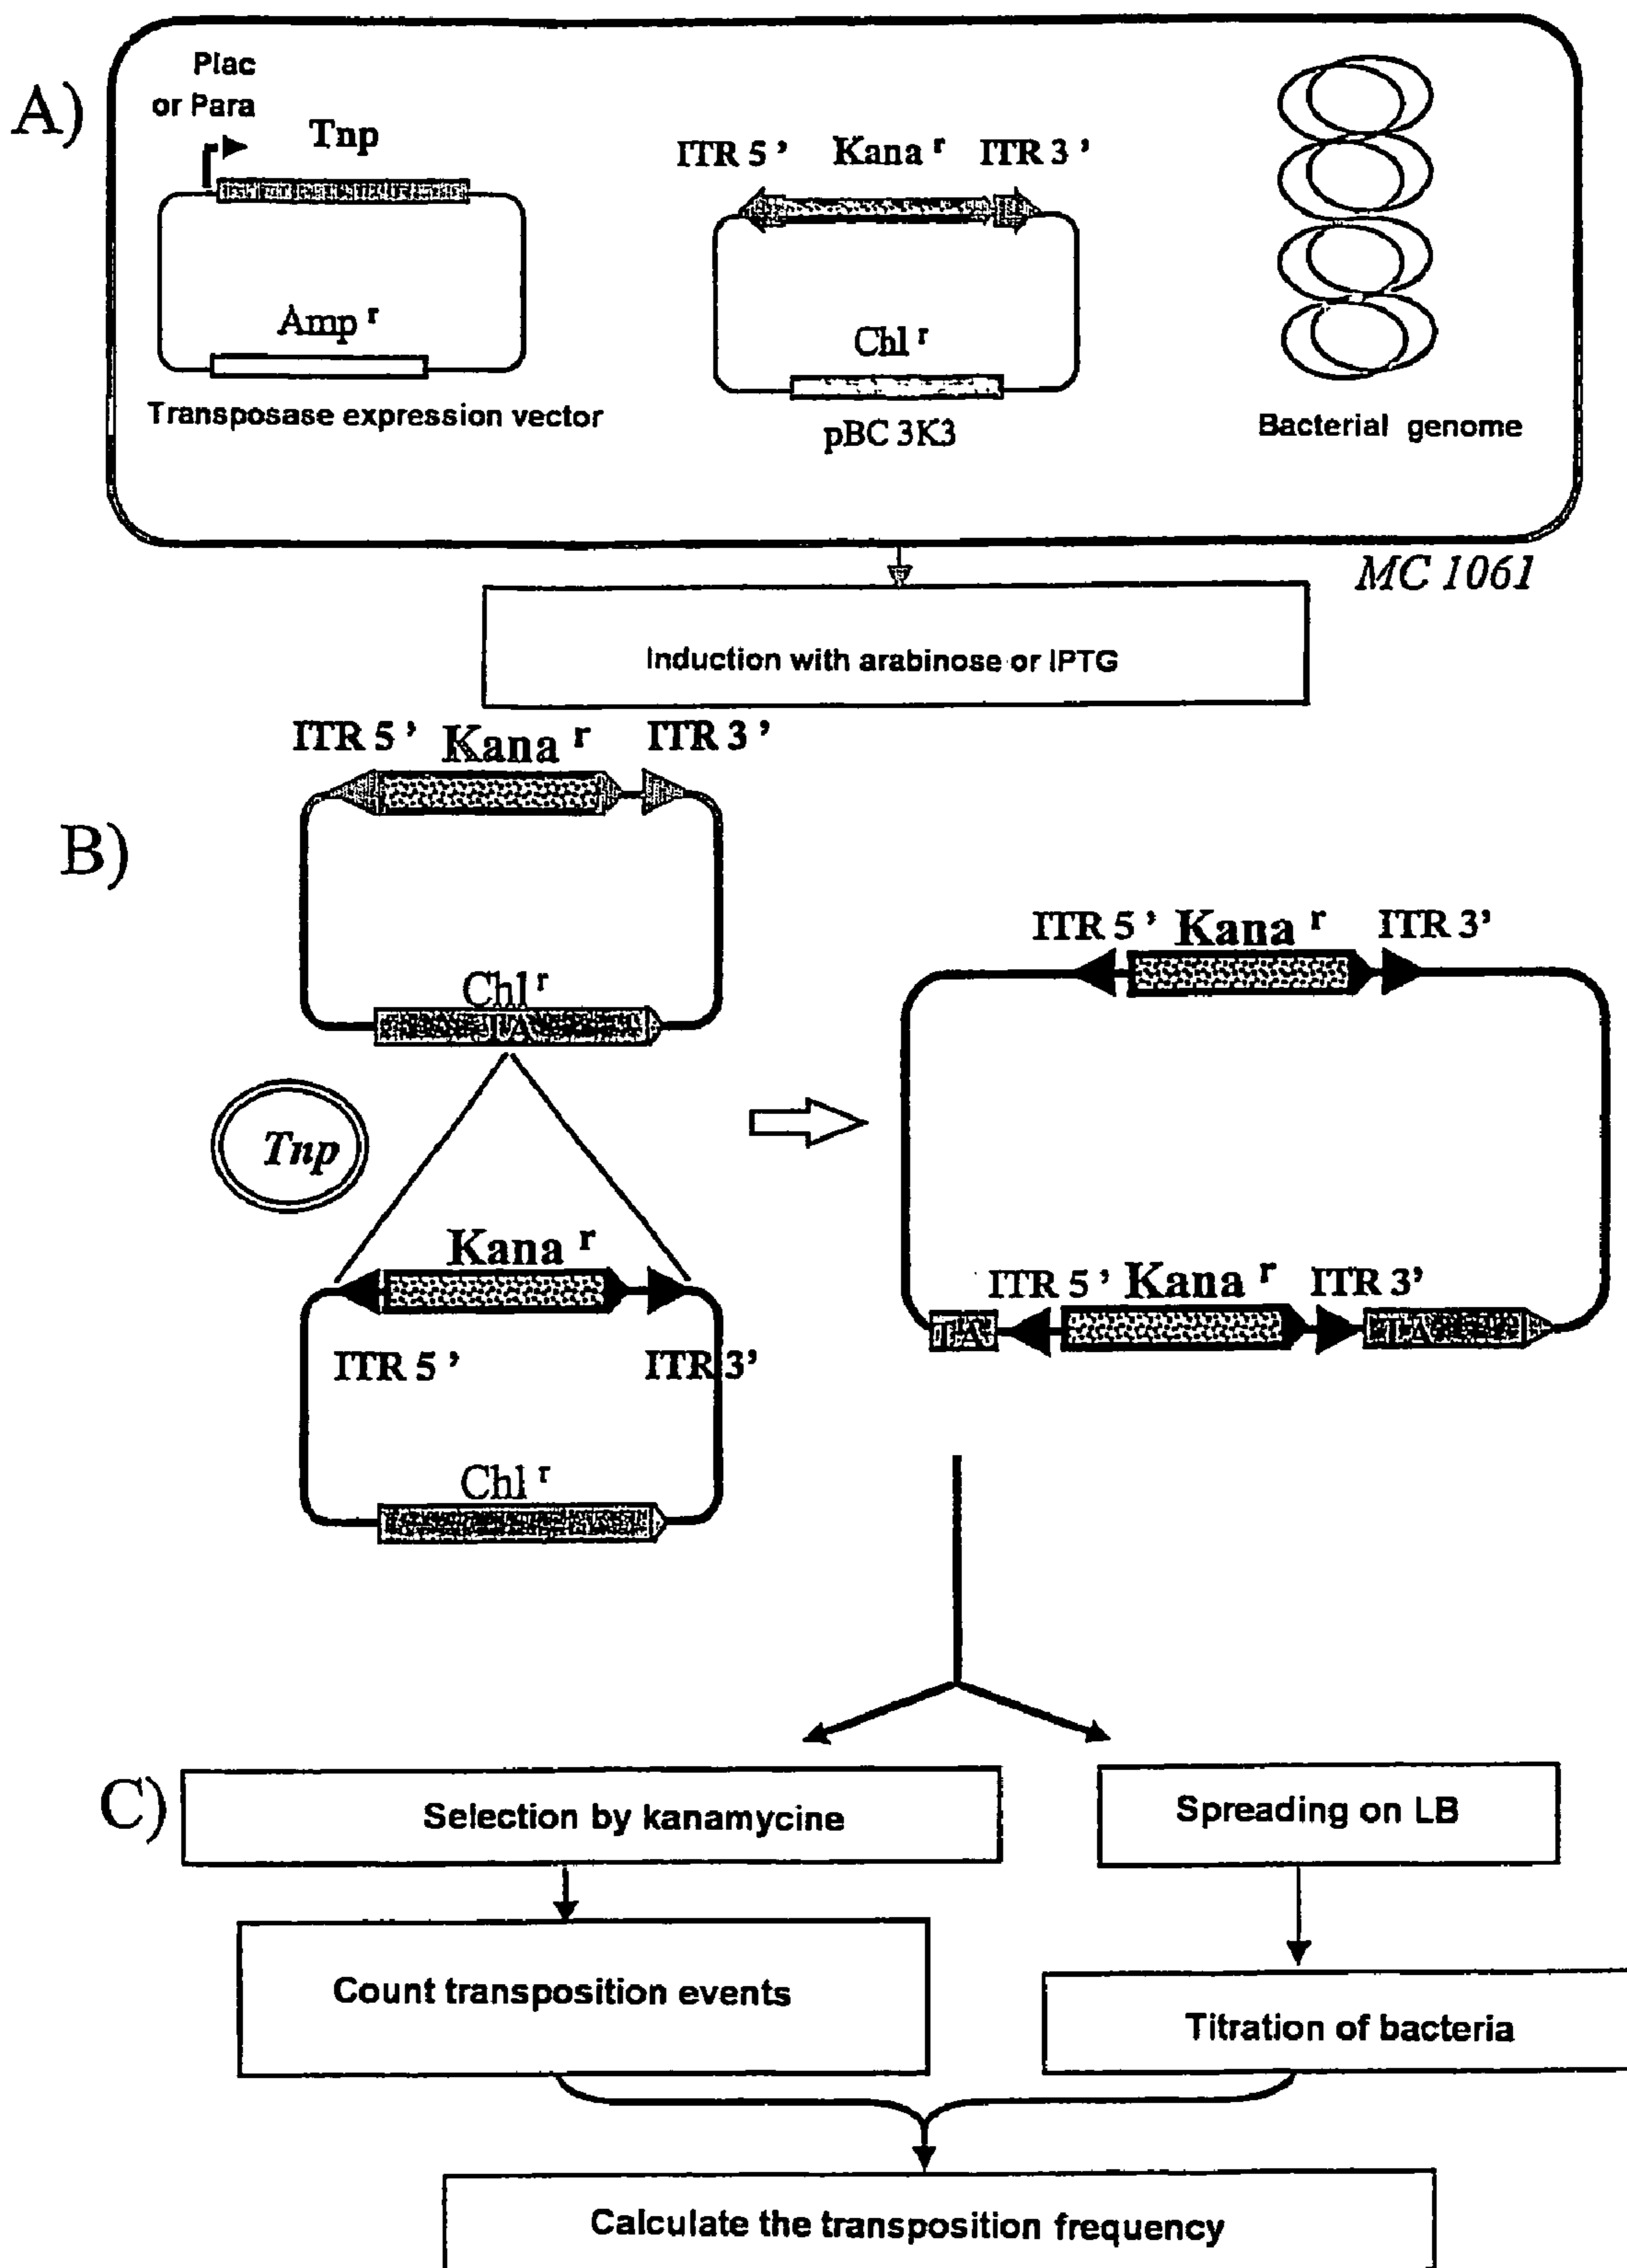 A)
Plac
or Para
Tnp
Amp r
Transposase expression vector
ITR 5 ' Kana r ITR 3 '
Chl r
pBC 3K3
Bacterial genome
MC 1061
Induction with arabinose or IPTG
B)
ITR 5 ' Kana r ITR 3 '
Chl r
TA
Tnp
Kana r
ITR 5 ' ITR 3'
Chl r
ITR 5 ' Kana r ITR 3'
ITR 5 ' Kana r ITR 3'
TA TA
C)
Selection by kanamycine
Spreading on LB
Count transposition events
Titration of bacteria
Calculate the transposition frequency